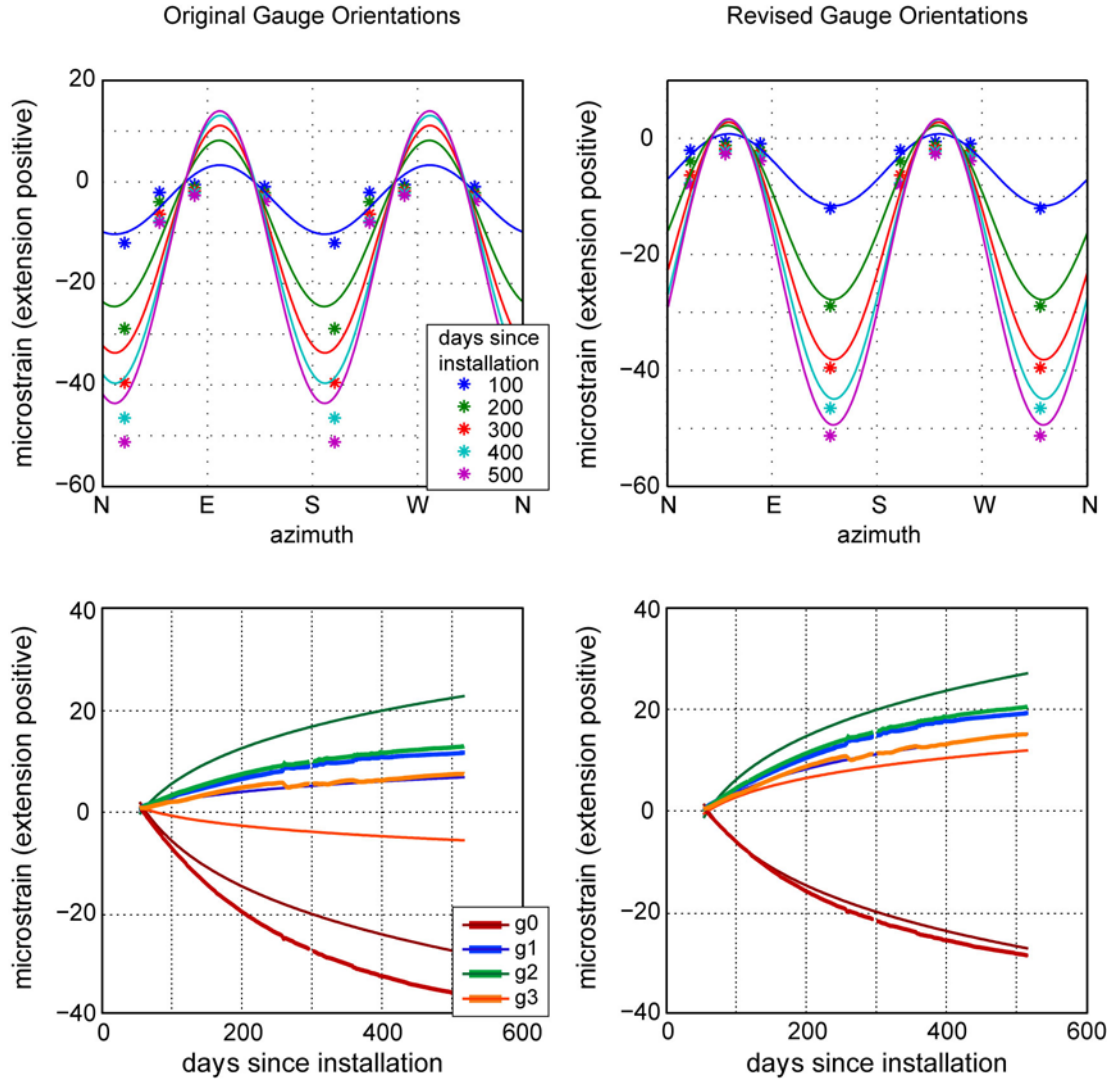 Original Gauge Orientations
Revised Gauge Orientations
microstrain (extension positive)
20
0
−20
−40
−60
N
E
S
W
N
azimuth
days since
installation
100
200
300
400
500
microstrain (extension positive)
0
−20
−40
−60
N
E
S
W
N
azimuth
microstrain (extension positive)
40
20
0
−20
−40
0
200
400
600
days since installation
g0
g1
g2
g3
microstrain (extension positive)
40
20
0
−20
−40
0
200
400
600
days since installation